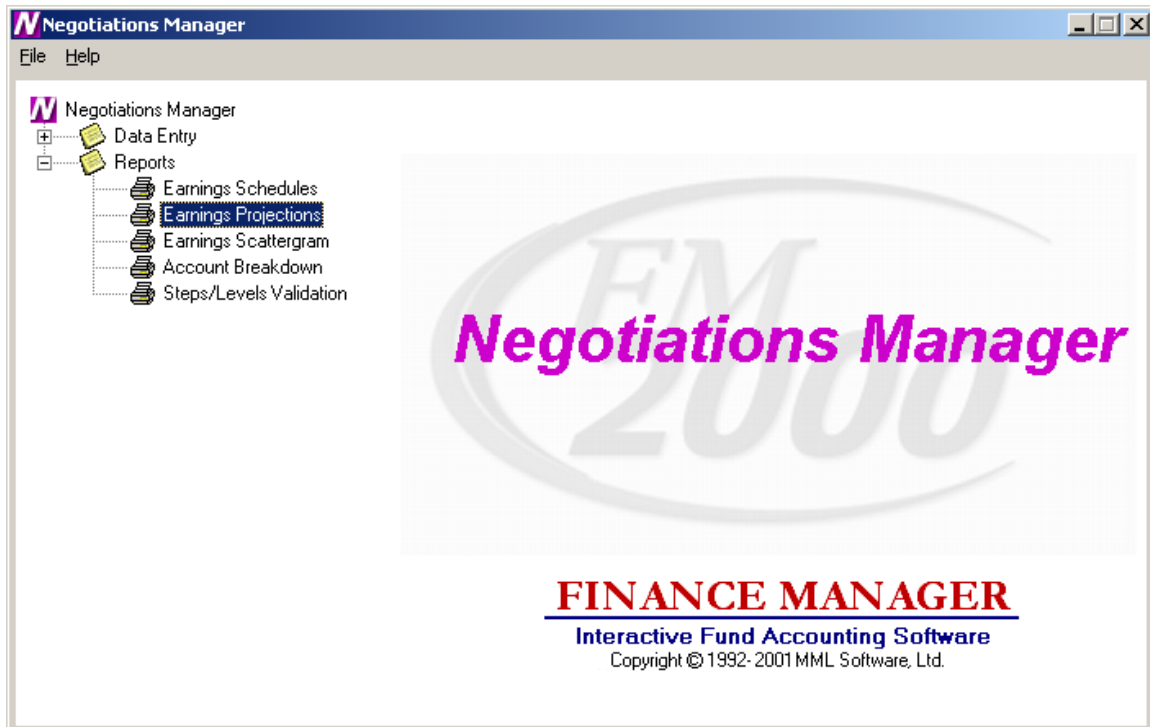 Negotiations Manager
File Help
Negotiations Manager
Data Entry
Reports
Earnings Schedules
Earnings Projections
Earnings Scattergram
Account Breakdown
Steps/Levels Validation
FM
2000
Negotiations Manager
FINANCE MANAGER
Interactive Fund Accounting Software
Copyright © 1992-2001 MML Software, Ltd.